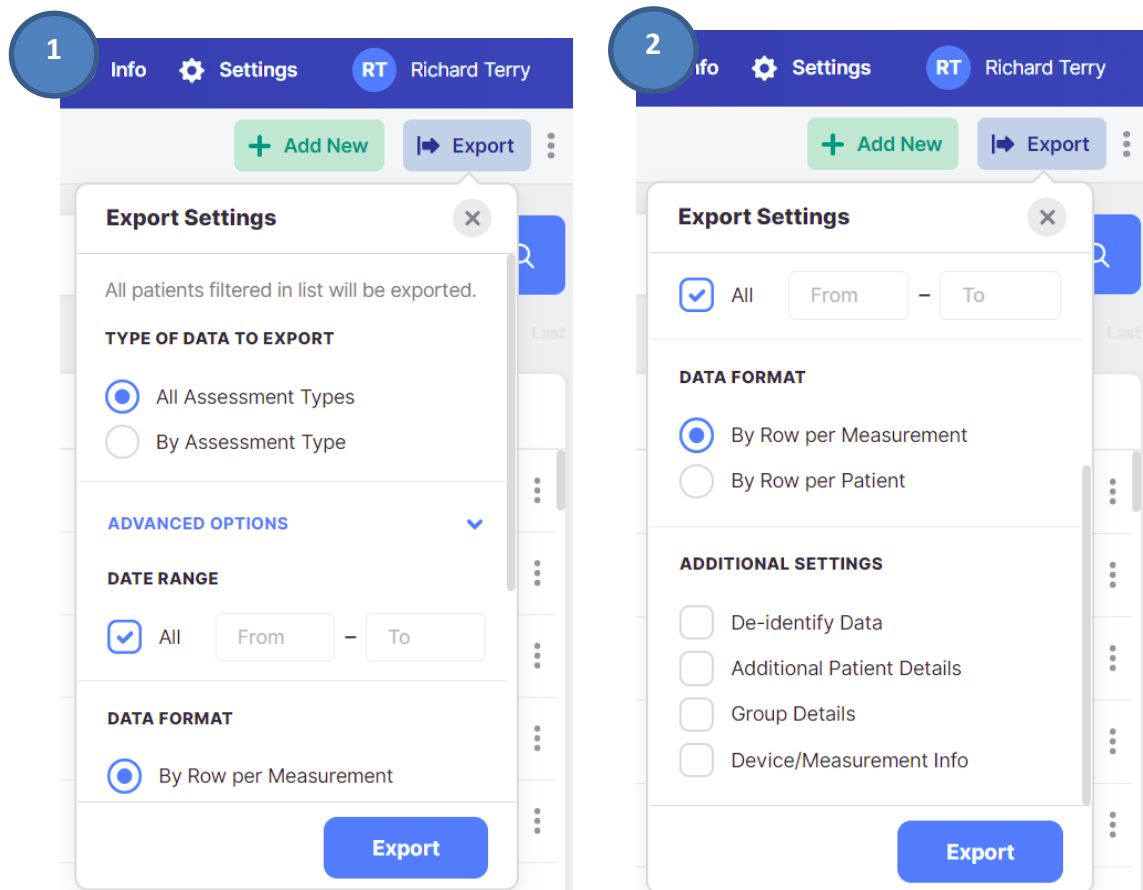 1
Info Settings RT Richard Terry
Add New Export
Export Settings
All patients filtered in list will be exported.
TYPE OF DATA TO EXPORT
Last
All Assessment Types
By Assessment Type
ADVANCED OPTIONS
DATE RANGE
All From – To
DATA FORMAT
By Row per Measurement
Export
2
nfo Settings RT Richard Terry
Add New Export
Export Settings
All From – To
Last
DATA FORMAT
By Row per Measurement
By Row per Patient
ADDITIONAL SETTINGS
De-identify Data
Additional Patient Details
Group Details
Device/Measurement Info
Export